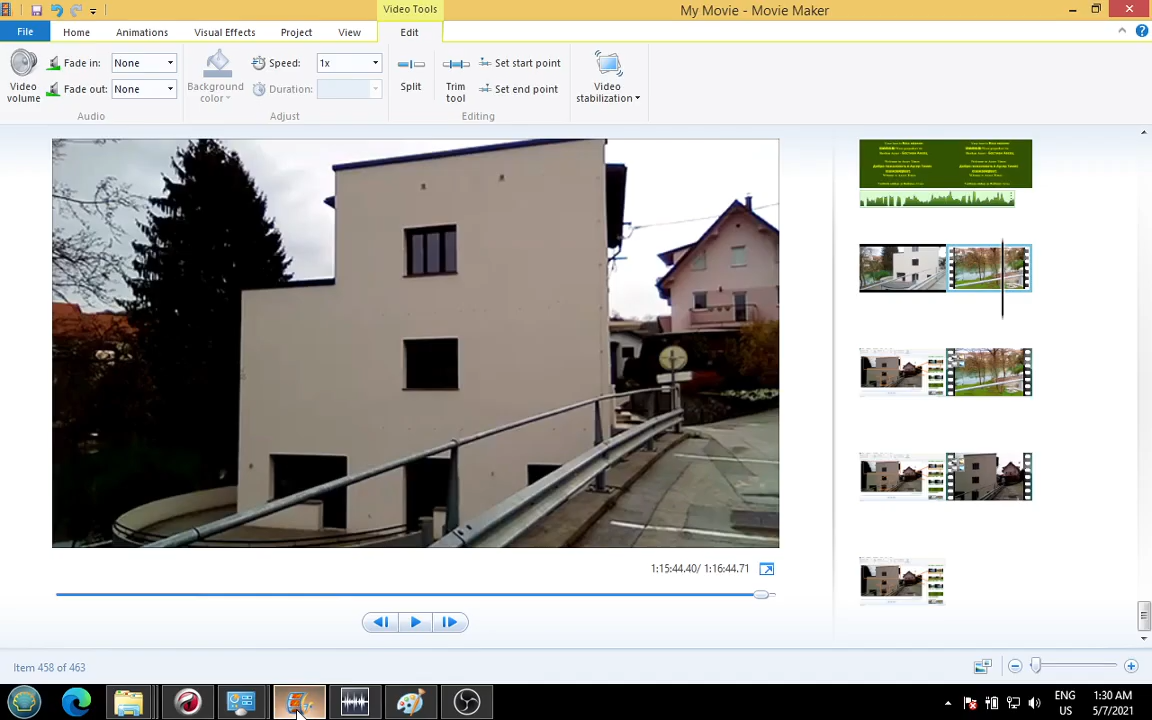 Video Tools
My Movie - Movie Maker
File
Home
Animations
Visual Effects
Project
View
Edit
Video volume
Fade in: None
Fade out: None
Audio
Background color
Speed: 1x
Duration:
Adjust
Split
Trim tool
Set start point
Set end point
Editing
Video stabilization
1:15:44.40/ 1:16:44.71
Item 458 of 463
ENG
US
1:30 AM
5/7/2021